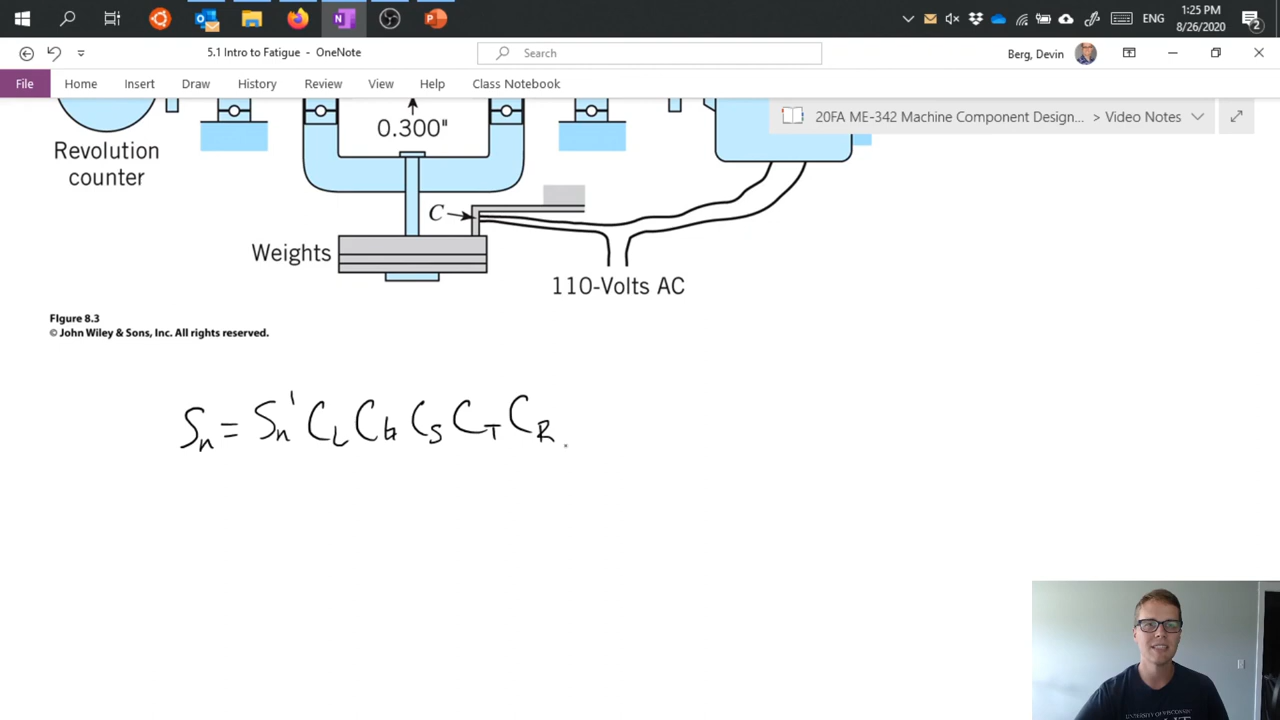 1:25 PM
ENG
8/26/2020
2
5.1 Intro to Fatigue - OneNote
Search
Berg, Devin
File Home Insert Draw History Review View Help Class Notebook
20FA ME-342 Machine Component Design... > Video Notes
0.300"
Revolution
counter
C
Weights
110-Volts AC
FIgure 8.3
© John Wiley & Sons, Inc. All rights reserved.
Sn = Sn' CL CG CS CT CR